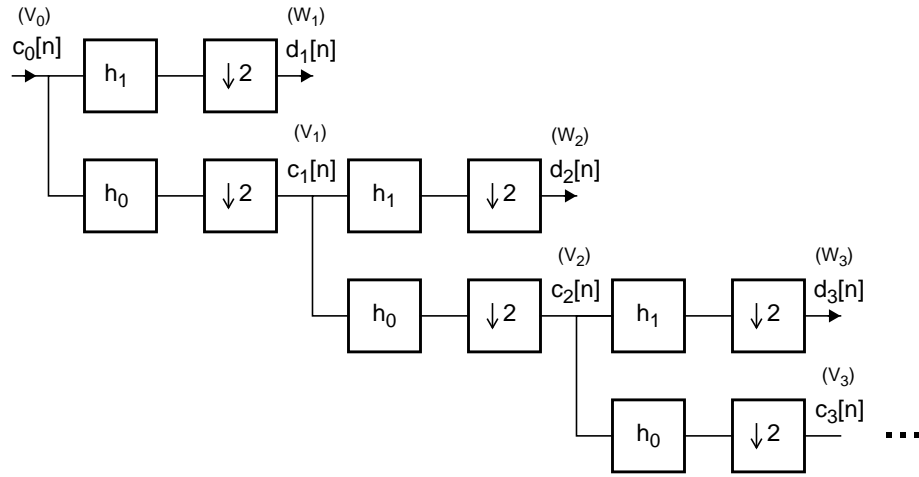 (V₀) (W₁)
c₀[n] d₁[n]
h₁ ↓2
(V₁) (W₂)
c₁[n] d₂[n]
h₀ ↓2 h₁ ↓2
(V₂) (W₃)
c₂[n] d₃[n]
h₀ ↓2 h₁ ↓2
(V₃)
c₃[n]
h₀ ↓2 ...